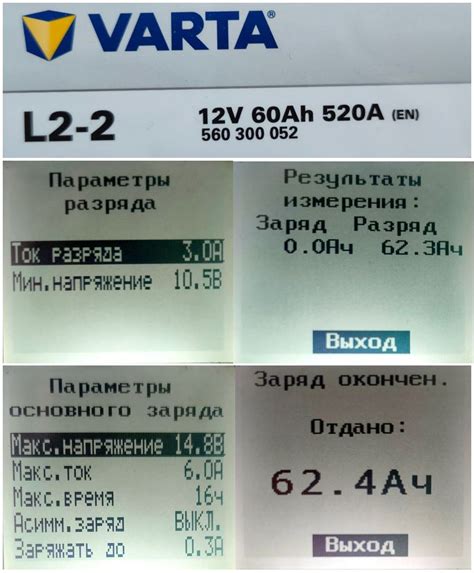 VARTA
L2-2
12V 60Ah 520A (EN)
560 300 052
Параметры
разряда
Ток разряда 3.0А
Мин.напряжение 10.5В
Результаты
измерения:
Заряд Разряд
0.0Ач 62.3Ач
Выход
Параметры
основного заряда
Макс.напряжение 14.8В
Макс.ток 6.0А
Макс.время 16ч
Асимм.заряд ВЫКЛ.
Заряжать до 0.3А
Заряд окончен.
Отдано:
62.4Ач
Выход